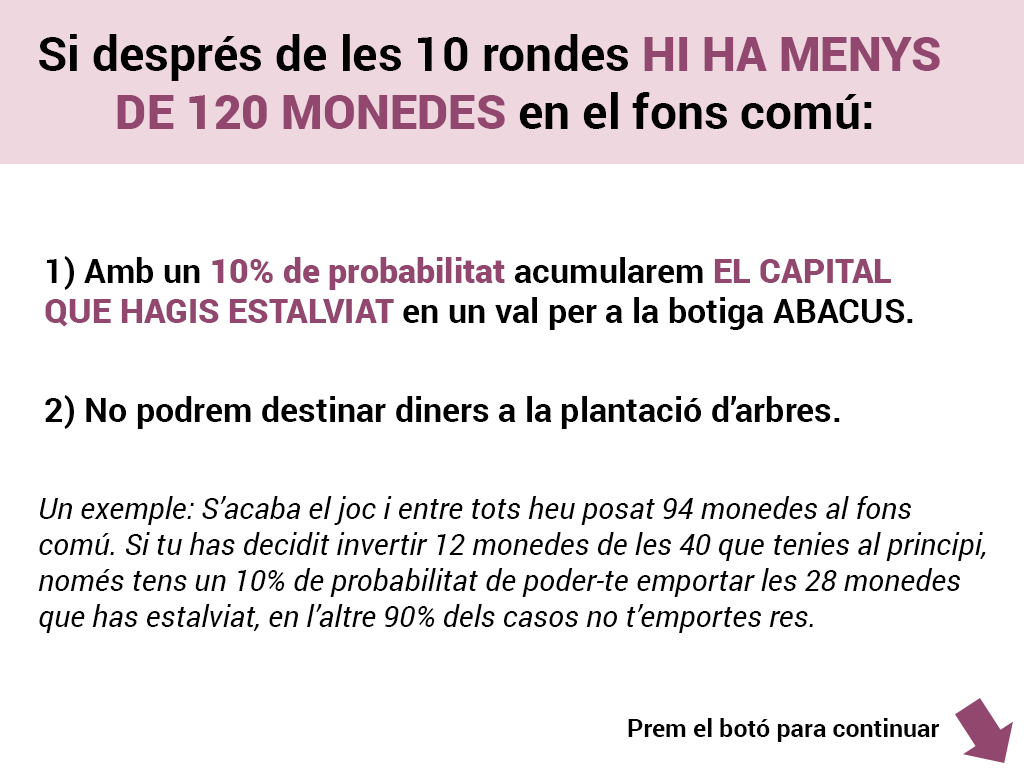 Si després de les 10 rondes HI HA MENYS
DE 120 MONEDES en el fons comú:
1) Amb un 10% de probabilitat acumularem EL CAPITAL
QUE HAGIS ESTALVIAT en un val per a la botiga ABACUS.
2) No podrem destinar diners a la plantació d’arbres.
Un exemple: S’acaba el joc i entre tots heu posat 94 monedes al fons
comú. Si tu has decidit invertir 12 monedes de les 40 que tenies al principi,
només tens un 10% de probabilitat de poder-te emportar les 28 monedes
que has estalviat, en l’altre 90% dels casos no t’emportes res.
Prem el botó para continuar